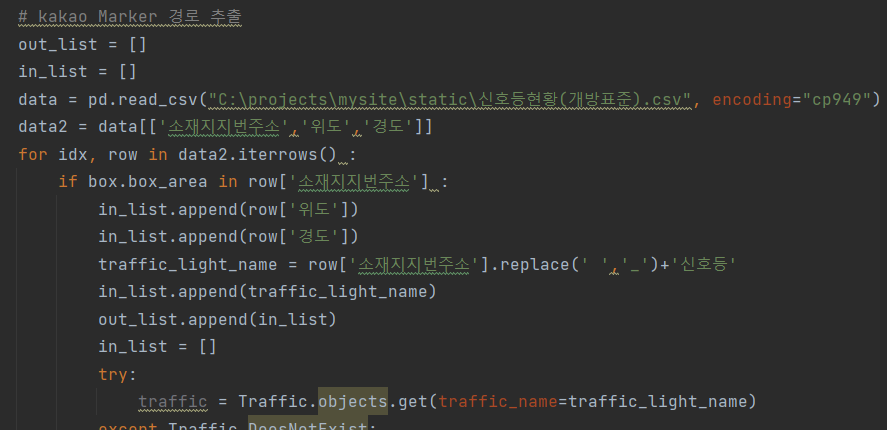 # kakao Marker 경로 추출
out_list = []
in_list = []
data = pd.read_csv("C:\projects\mysite\static\신호등현황(개방표준).csv", encoding="cp949")
data2 = data[['소재지지번주소','위도','경도']]
for idx, row in data2.iterrows() :
if box.box_area in row['소재지지번주소'] :
in_list.append(row['위도'])
in_list.append(row['경도'])
traffic_light_name = row['소재지지번주소'].replace(' ','_')+'신호등'
in_list.append(traffic_light_name)
out_list.append(in_list)
in_list = []
try:
traffic = Traffic.objects.get(traffic_name=traffic_light_name)
except Traffic.DoesNotExist: